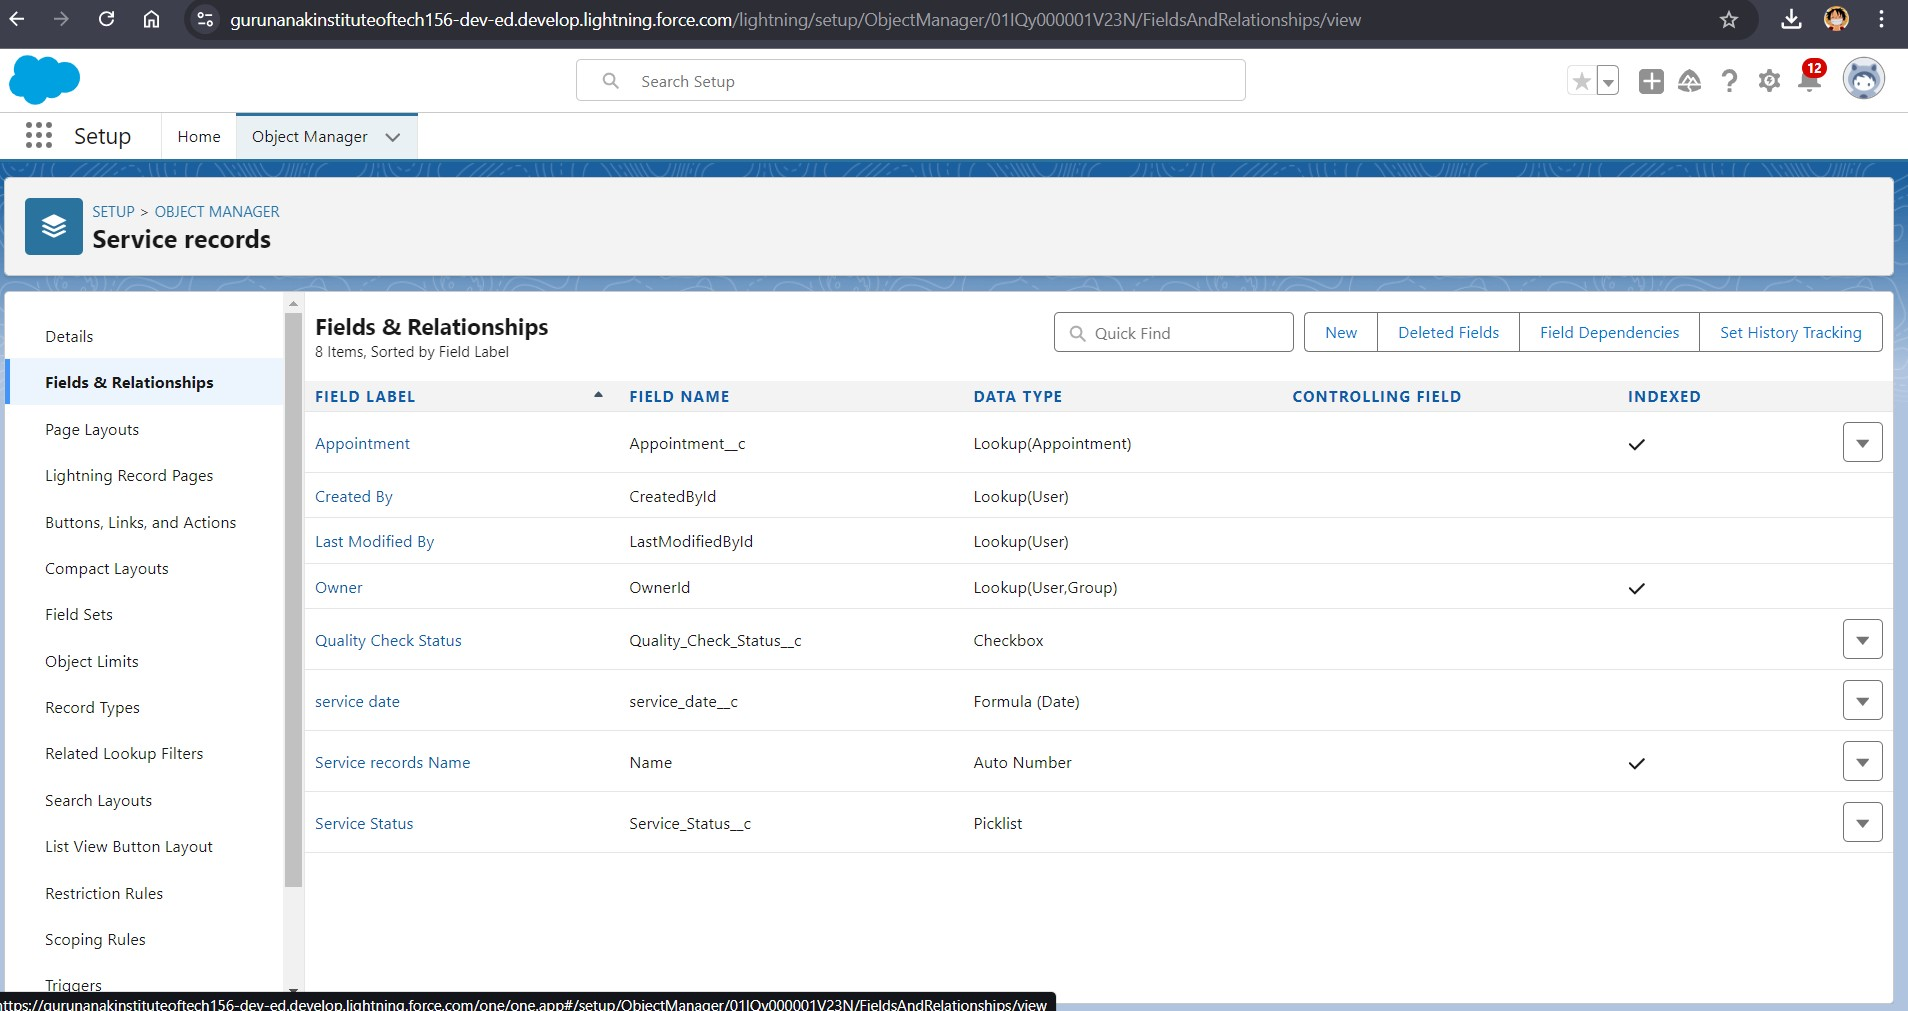 gurunanakinstituteoftech156-dev-ed.develop.lightning.force.com/lightning/setup/ObjectManager/01IQy000001V23N/FieldsAndRelationships/view
Search Setup
12
Setup
Home
Object Manager
SETUP > OBJECT MANAGER
Service records
Details
Fields & Relationships
Page Layouts
Lightning Record Pages
Buttons, Links, and Actions
Compact Layouts
Field Sets
Object Limits
Record Types
Related Lookup Filters
Search Layouts
List View Button Layout
Restriction Rules
Scoping Rules
Triggers
Fields & Relationships
8 Items, Sorted by Field Label
Quick Find
New
Deleted Fields
Field Dependencies
Set History Tracking
FIELD LABEL FIELD NAME DATA TYPE CONTROLLING FIELD INDEXED
Appointment Appointment__c Lookup(Appointment)
Created By CreatedById Lookup(User)
Last Modified By LastModifiedById Lookup(User)
Owner OwnerId Lookup(User,Group)
Quality Check Status Quality_Check_Status__c Checkbox
service date service_date__c Formula (Date)
Service records Name Name Auto Number
Service Status Service_Status__c Picklist
https://gurunanakinstituteoftech156-dev-ed.develop.lightning.force.com/one/one.app#/setup/ObjectManager/01IQy000001V23N/FieldsAndRelationships/view